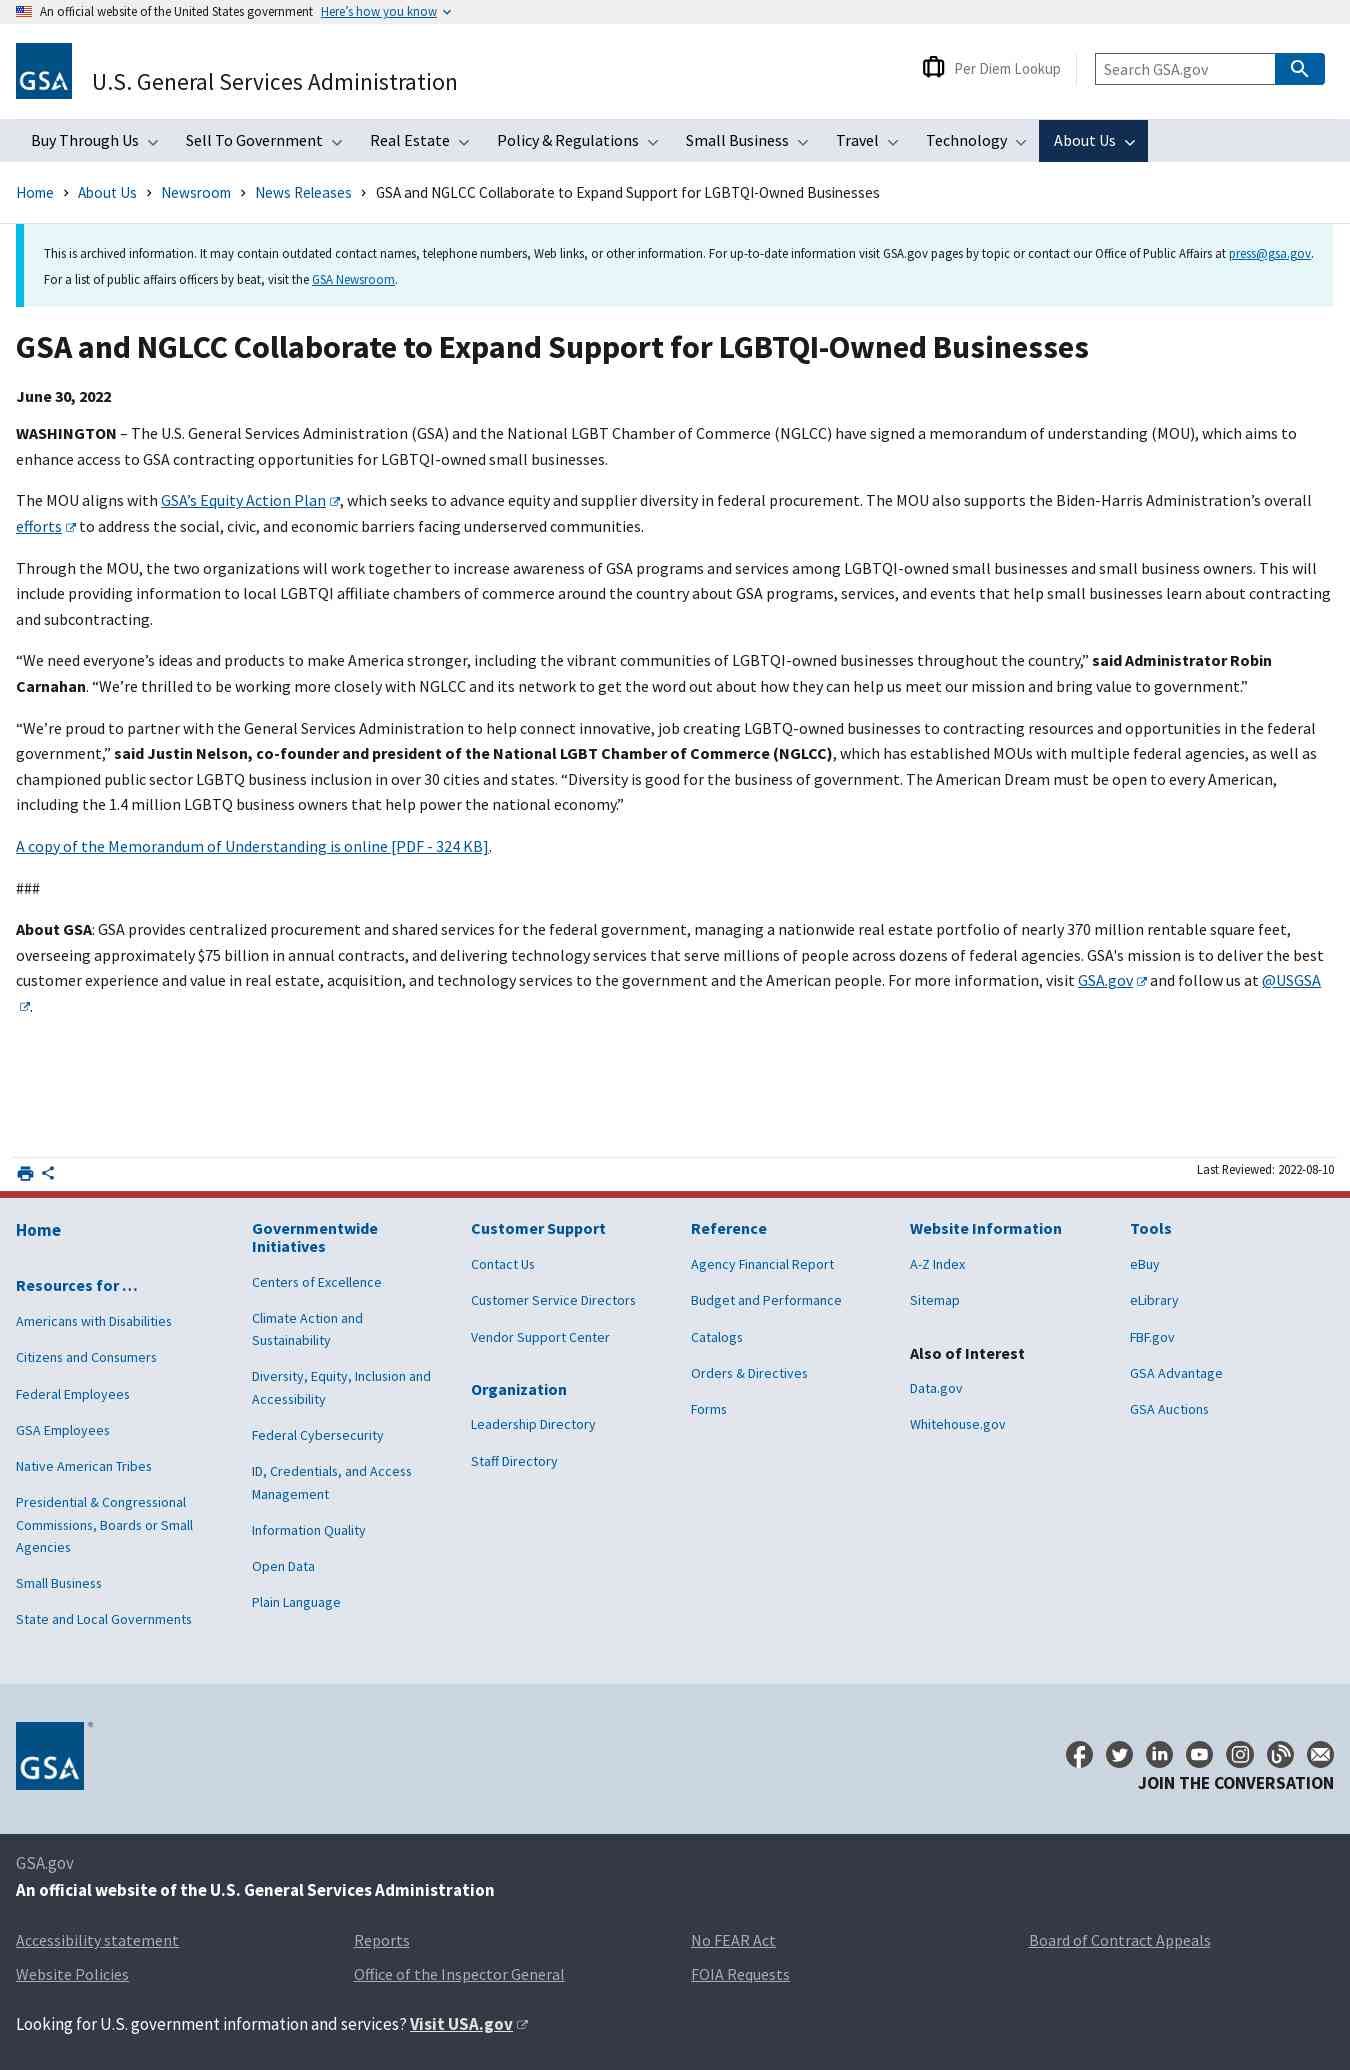 An official website of the United States government Here’s how you know
GSA
U.S. General Services Administration
Per Diem Lookup
Search GSA.gov
Buy Through Us Sell To Government Real Estate Policy & Regulations Small Business Travel Technology About Us
Home > About Us > Newsroom > News Releases > GSA and NGLCC Collaborate to Expand Support for LGBTQI-Owned Businesses
This is archived information. It may contain outdated contact names, telephone numbers, Web links, or other information. For up-to-date information visit GSA.gov pages by topic or contact our Office of Public Affairs at press@gsa.gov.
For a list of public affairs officers by beat, visit the GSA Newsroom.
GSA and NGLCC Collaborate to Expand Support for LGBTQI-Owned Businesses
June 30, 2022
WASHINGTON – The U.S. General Services Administration (GSA) and the National LGBT Chamber of Commerce (NGLCC) have signed a memorandum of understanding (MOU), which aims to
enhance access to GSA contracting opportunities for LGBTQI-owned small businesses.
The MOU aligns with GSA’s Equity Action Plan, which seeks to advance equity and supplier diversity in federal procurement. The MOU also supports the Biden-Harris Administration’s overall
efforts to address the social, civic, and economic barriers facing underserved communities.
Through the MOU, the two organizations will work together to increase awareness of GSA programs and services among LGBTQI-owned small businesses and small business owners. This will
include providing information to local LGBTQI affiliate chambers of commerce around the country about GSA programs, services, and events that help small businesses learn about contracting
and subcontracting.
“We need everyone’s ideas and products to make America stronger, including the vibrant communities of LGBTQI-owned businesses throughout the country,” said Administrator Robin
Carnahan. “We’re thrilled to be working more closely with NGLCC and its network to get the word out about how they can help us meet our mission and bring value to government.”
“We’re proud to partner with the General Services Administration to help connect innovative, job creating LGBTQ-owned businesses to contracting resources and opportunities in the federal
government,” said Justin Nelson, co-founder and president of the National LGBT Chamber of Commerce (NGLCC), which has established MOUs with multiple federal agencies, as well as
championed public sector LGBTQ business inclusion in over 30 cities and states. “Diversity is good for the business of government. The American Dream must be open to every American,
including the 1.4 million LGBTQ business owners that help power the national economy.”
A copy of the Memorandum of Understanding is online [PDF - 324 KB].
###
About GSA: GSA provides centralized procurement and shared services for the federal government, managing a nationwide real estate portfolio of nearly 370 million rentable square feet,
overseeing approximately $75 billion in annual contracts, and delivering technology services that serve millions of people across dozens of federal agencies. GSA's mission is to deliver the best
customer experience and value in real estate, acquisition, and technology services to the government and the American people. For more information, visit GSA.gov and follow us at @USGSA
.
Last Reviewed: 2022-08-10
Home
Resources for …
Americans with Disabilities
Citizens and Consumers
Federal Employees
GSA Employees
Native American Tribes
Presidential & Congressional
Commissions, Boards or Small
Agencies
Small Business
State and Local Governments
Governmentwide
Initiatives
Centers of Excellence
Climate Action and
Sustainability
Diversity, Equity, Inclusion and
Accessibility
Federal Cybersecurity
ID, Credentials, and Access
Management
Information Quality
Open Data
Plain Language
Customer Support
Contact Us
Customer Service Directors
Vendor Support Center
Organization
Leadership Directory
Staff Directory
Reference
Agency Financial Report
Budget and Performance
Catalogs
Orders & Directives
Forms
Website Information
A-Z Index
Sitemap
Also of Interest
Data.gov
Whitehouse.gov
Tools
eBuy
eLibrary
FBF.gov
GSA Advantage
GSA Auctions
GSA ®
JOIN THE CONVERSATION
GSA.gov
An official website of the U.S. General Services Administration
Accessibility statement Reports No FEAR Act Board of Contract Appeals
Website Policies Office of the Inspector General FOIA Requests
Looking for U.S. government information and services? Visit USA.gov